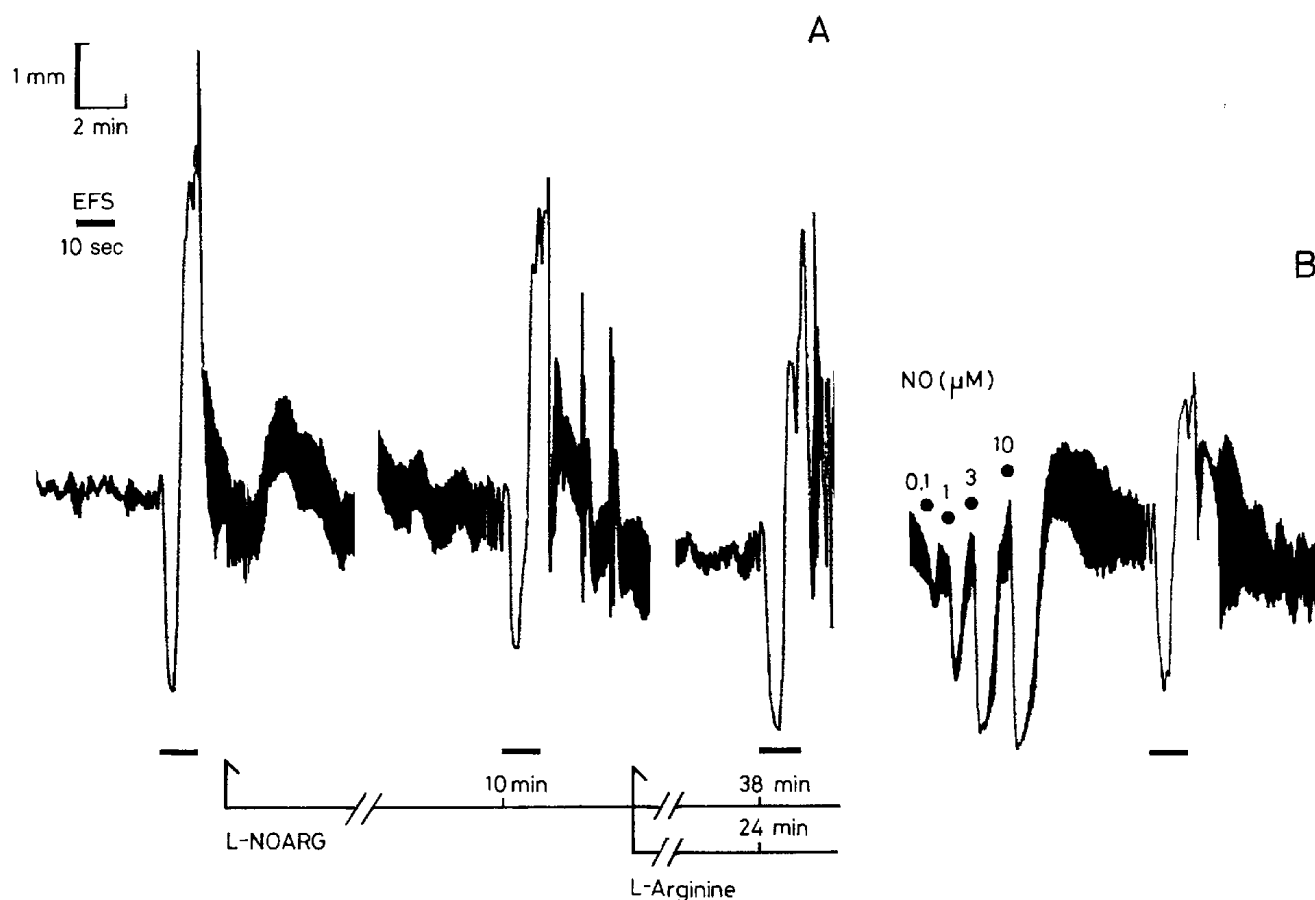 A
1 mm
2 min
EFS
10 sec
B
NO (μM)
0.1
1
3
10
10 min
38 min
L-NOARG
24 min
L-Arginine